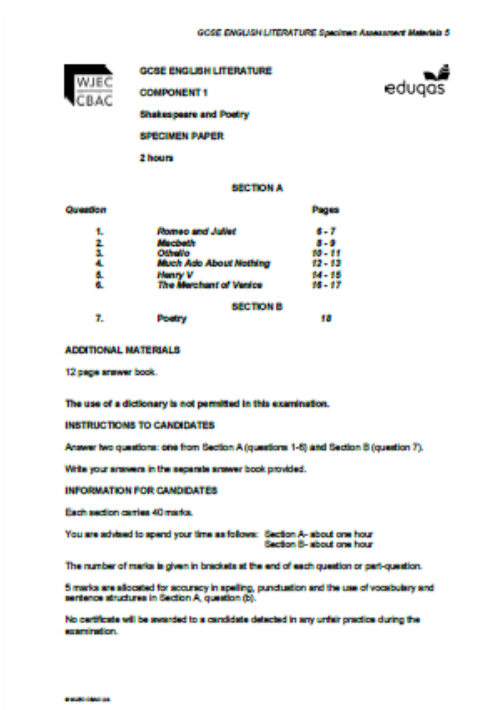 GCSE ENGLISH LITERATURE Specimen Assessment Materials 5
WJEC
CBAC
eduqas
GCSE ENGLISH LITERATURE
COMPONENT 1
Shakespeare and Poetry
SPECIMEN PAPER
2 hours
SECTION A
Question Pages
1. Romeo and Juliet 6 - 7
2. Macbeth 8 - 9
3. Othello 10 - 11
4. Much Ado About Nothing 12 - 13
5. Henry V 14 - 15
6. The Merchant of Venice 16 - 17
SECTION B
7. Poetry 18
ADDITIONAL MATERIALS
12 page answer book.
The use of a dictionary is not permitted in this examination.
INSTRUCTIONS TO CANDIDATES
Answer two questions: one from Section A (questions 1-6) and Section B (question 7).
Write your answers in the separate answer book provided.
INFORMATION FOR CANDIDATES
Each section carries 40 marks.
You are advised to spend your time as follows: Section A- about one hour
Section B- about one hour
The number of marks is given in brackets at the end of each question or part-question.
5 marks are allocated for accuracy in spelling, punctuation and the use of vocabulary and
sentence structures in Section A, question (b).
No certificate will be awarded to a candidate detected in any unfair practice during the
examination.